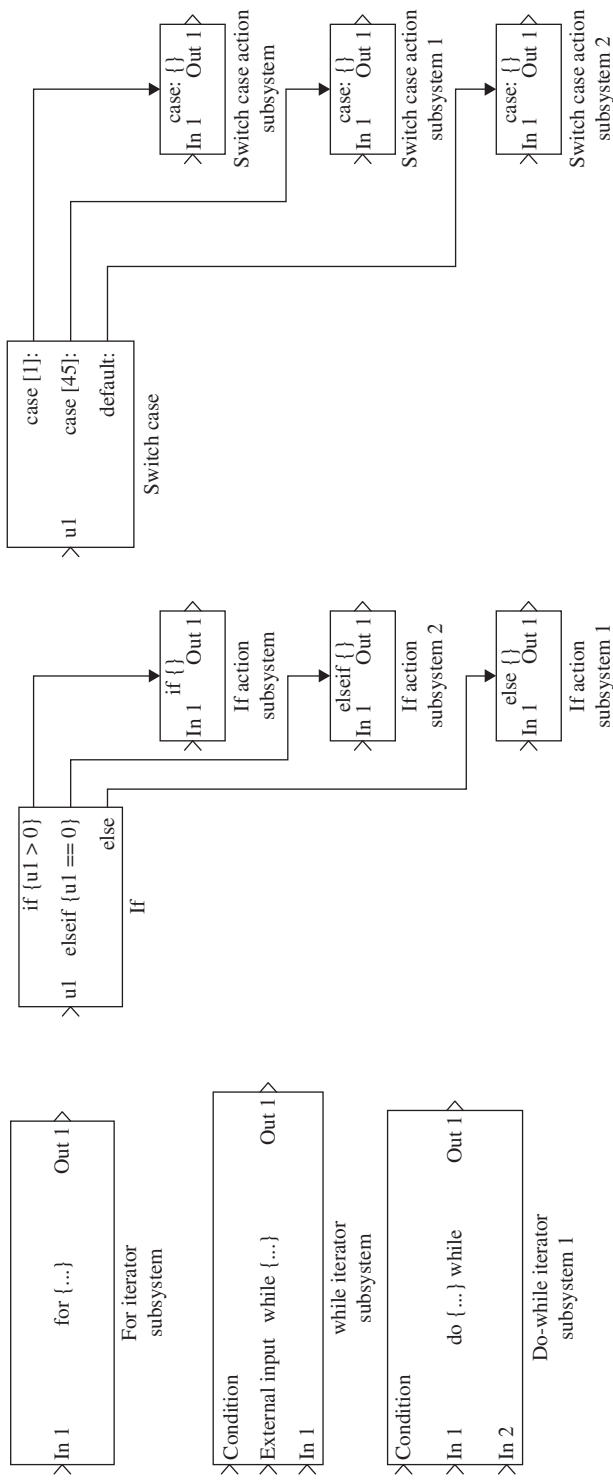 In 1
for {...}
Out 1
For iterator
subsystem
Condition
External input while {...}
Out 1
In 1
while iterator
subsystem
Condition
In 1
do {...} while
Out 1
In 2
Do-while iterator
subsystem 1
if {u1 > 0}
u1
elseif {u1 == 0}
else
If
if {}
In 1
Out 1
If action
subsystem
elseif {}
In 1
Out 1
If action
subsystem 2
else {}
In 1
Out 1
If action
subsystem 1
case [1]:
u1
case [45]:
default:
Switch case
case: {}
In 1
Out 1
Switch case action
subsystem
case: {}
In 1
Out 1
Switch case action
subsystem 1
case: {}
In 1
Out 1
Switch case action
subsystem 2